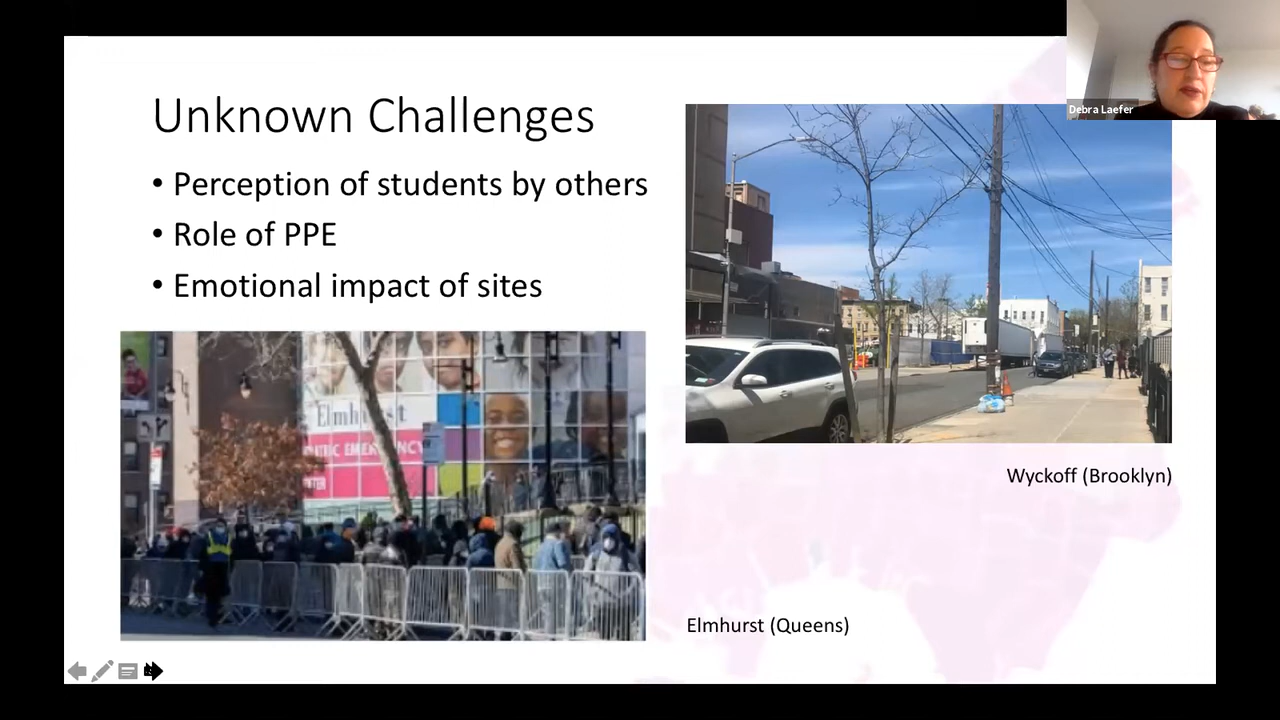 Debra Laefer
Unknown Challenges
• Perception of students by others
• Role of PPE
• Emotional impact of sites
Elmhurst
EMERGENCY
Wyckoff (Brooklyn)
Elmhurst (Queens)